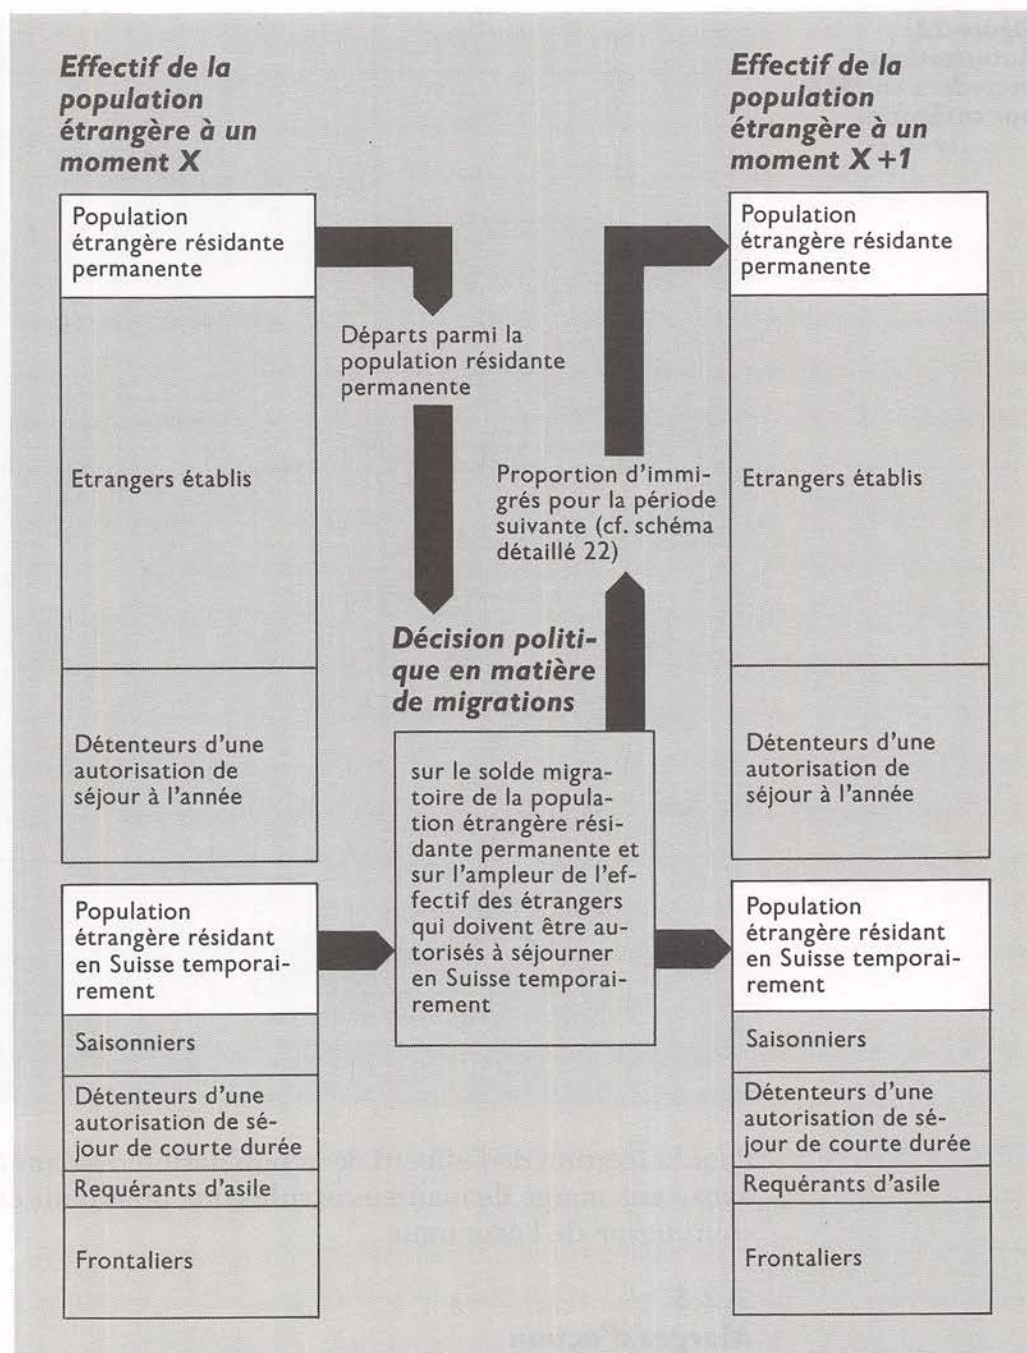 Effectif de la
population
étrangère à un
moment X
Population
étrangère résidante
permanente
Etrangers établis
Détenteurs d'une
autorisation de
séjour à l'année
Population
étrangère résidant
en Suisse temporai-
rement
Saisonniers
Détenteurs d'une
autorisation de sé-
jour de courte durée
Requérants d'asile
Frontaliers
Départs parmi la
population résidante
permanente
Décision politi-
que en matière
de migrations
sur le solde migra-
toire de la popula-
tion étrangère rési-
dante permanente et
sur l'ampleur de l'ef-
fectif des étrangers
qui doivent être au-
torisés à séjourner
en Suisse temporai-
rement
Proportion d'immi-
grés pour la période
suivante (cf. schéma
détaillé 22)
Effectif de la
population
étrangère à un
moment X +1
Population
étrangère résidante
permanente
Etrangers établis
Détenteurs d'une
autorisation de
séjour à l'année
Population
étrangère résidant
en Suisse temporai-
rement
Saisonniers
Détenteurs d'une
autorisation de sé-
jour de courte durée
Requérants d'asile
Frontaliers